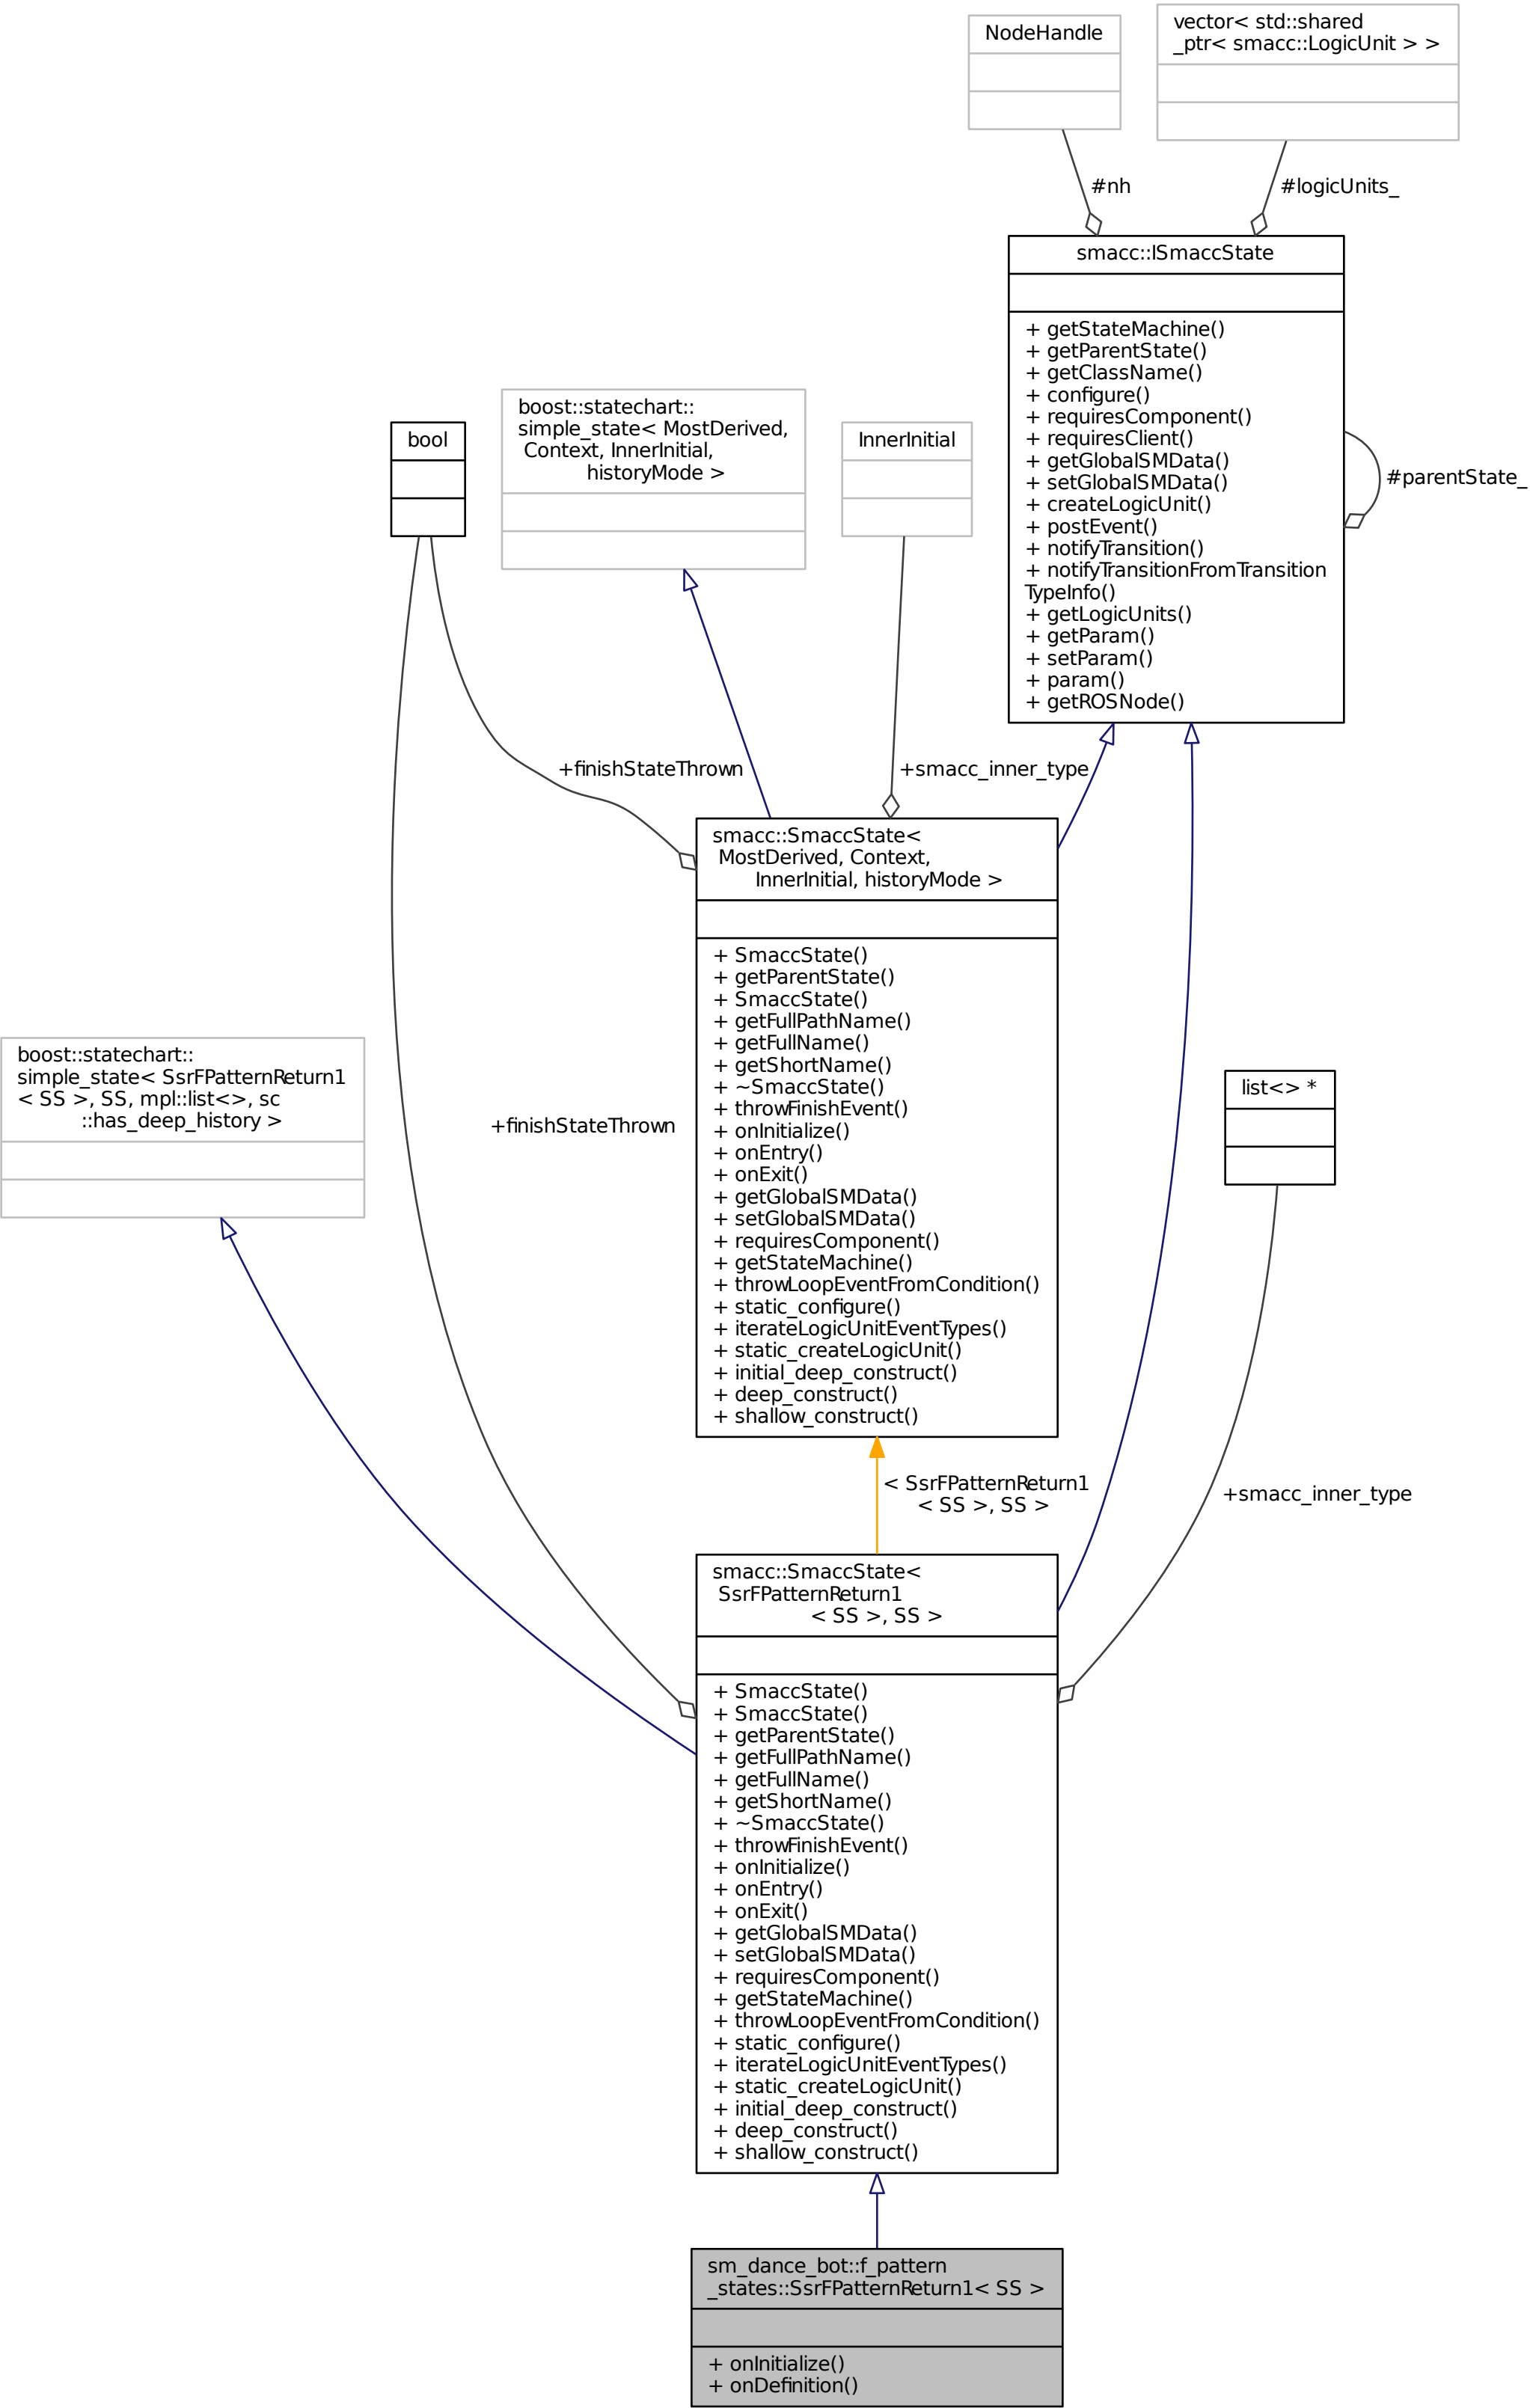 NodeHandle
vector< std::shared
_ptr< smacc::LogicUnit > >
#nh
#logicUnits_
smacc::ISmaccState
+ getStateMachine()
+ getParentState()
+ getClassName()
+ configure()
+ requiresComponent()
+ requiresClient()
+ getGlobalSMData()
+ setGlobalSMData()
+ createLogicUnit()
+ postEvent()
+ notifyTransition()
+ notifyTransitionFromTransition
TypeInfo()
+ getLogicUnits()
+ getParam()
+ setParam()
+ param()
+ getROSNode()
#parentState_
boost::statechart::
simple_state< MostDerived,
Context, InnerInitial,
historyMode >
bool
InnerInitial
+finishStateThrown
+smacc_inner_type
smacc::SmaccState<
MostDerived, Context,
InnerInitial, historyMode >
+ SmaccState()
+ getParentState()
+ SmaccState()
+ getFullPathName()
+ getFullName()
+ getShortName()
+ ~SmaccState()
+ throwFinishEvent()
+ onInitialize()
+ onEntry()
+ onExit()
+ getGlobalSMData()
+ setGlobalSMData()
+ requiresComponent()
+ getStateMachine()
+ throwLoopEventFromCondition()
+ static_configure()
+ iterateLogicUnitEventTypes()
+ static_createLogicUnit()
+ initial_deep_construct()
+ deep_construct()
+ shallow_construct()
boost::statechart::
simple_state< SsrFPatternReturn1
< SS >, SS, mpl::list<>, sc
::has_deep_history >
+finishStateThrown
list<> *
< SsrFPatternReturn1
< SS >, SS >
+smacc_inner_type
smacc::SmaccState<
SsrFPatternReturn1
< SS >, SS >
+ SmaccState()
+ SmaccState()
+ getParentState()
+ getFullPathName()
+ getFullName()
+ getShortName()
+ ~SmaccState()
+ throwFinishEvent()
+ onInitialize()
+ onEntry()
+ onExit()
+ getGlobalSMData()
+ setGlobalSMData()
+ requiresComponent()
+ getStateMachine()
+ throwLoopEventFromCondition()
+ static_configure()
+ iterateLogicUnitEventTypes()
+ static_createLogicUnit()
+ initial_deep_construct()
+ deep_construct()
+ shallow_construct()
sm_dance_bot::f_pattern
_states::SsrFPatternReturn1< SS >
+ onInitialize()
+ onDefinition()